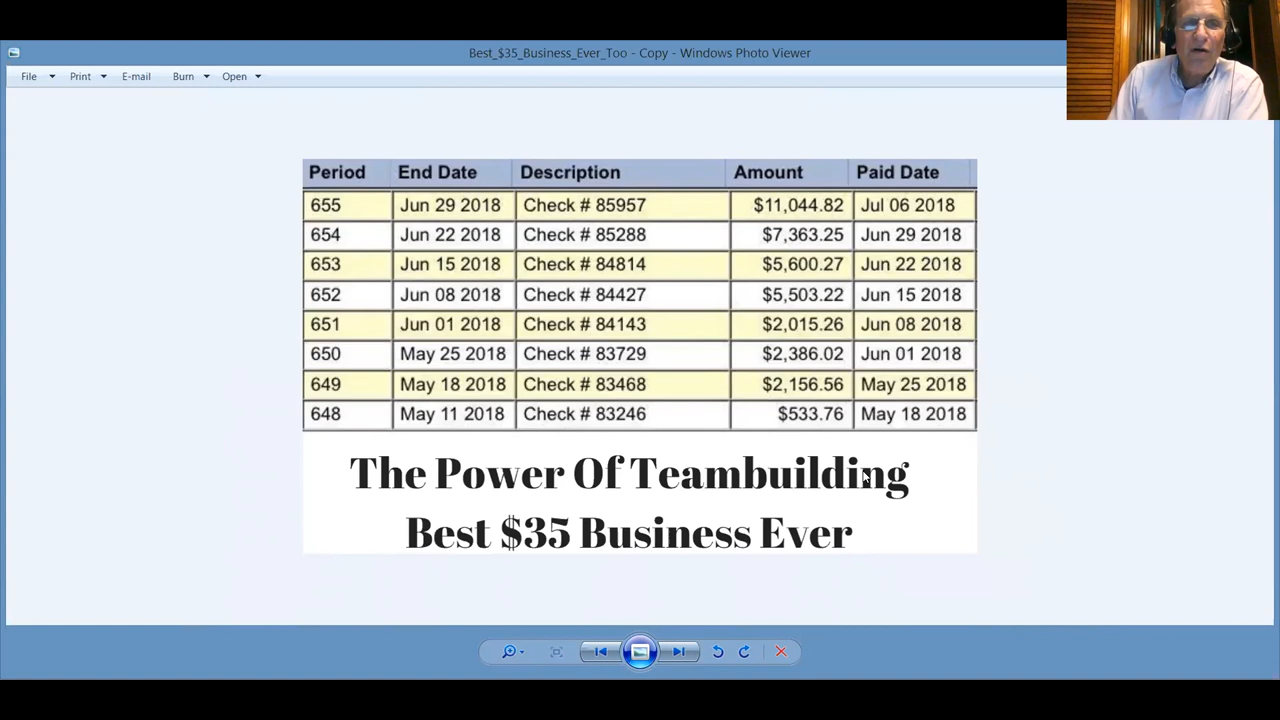 Best_$35_Business_Ever_Too - Copy - Windows Photo Viewer
File Print E-mail Burn Open
Period End Date Description Amount Paid Date
655 Jun 29 2018 Check # 85957 $11,044.82 Jul 06 2018
654 Jun 22 2018 Check # 85288 $7,363.25 Jun 29 2018
653 Jun 15 2018 Check # 84814 $5,600.27 Jun 22 2018
652 Jun 08 2018 Check # 84427 $5,503.22 Jun 15 2018
651 Jun 01 2018 Check # 84143 $2,015.26 Jun 08 2018
650 May 25 2018 Check # 83729 $2,386.02 Jun 01 2018
649 May 18 2018 Check # 83468 $2,156.56 May 25 2018
648 May 11 2018 Check # 83246 $533.76 May 18 2018
The Power Of Teambuilding
Best $35 Business Ever